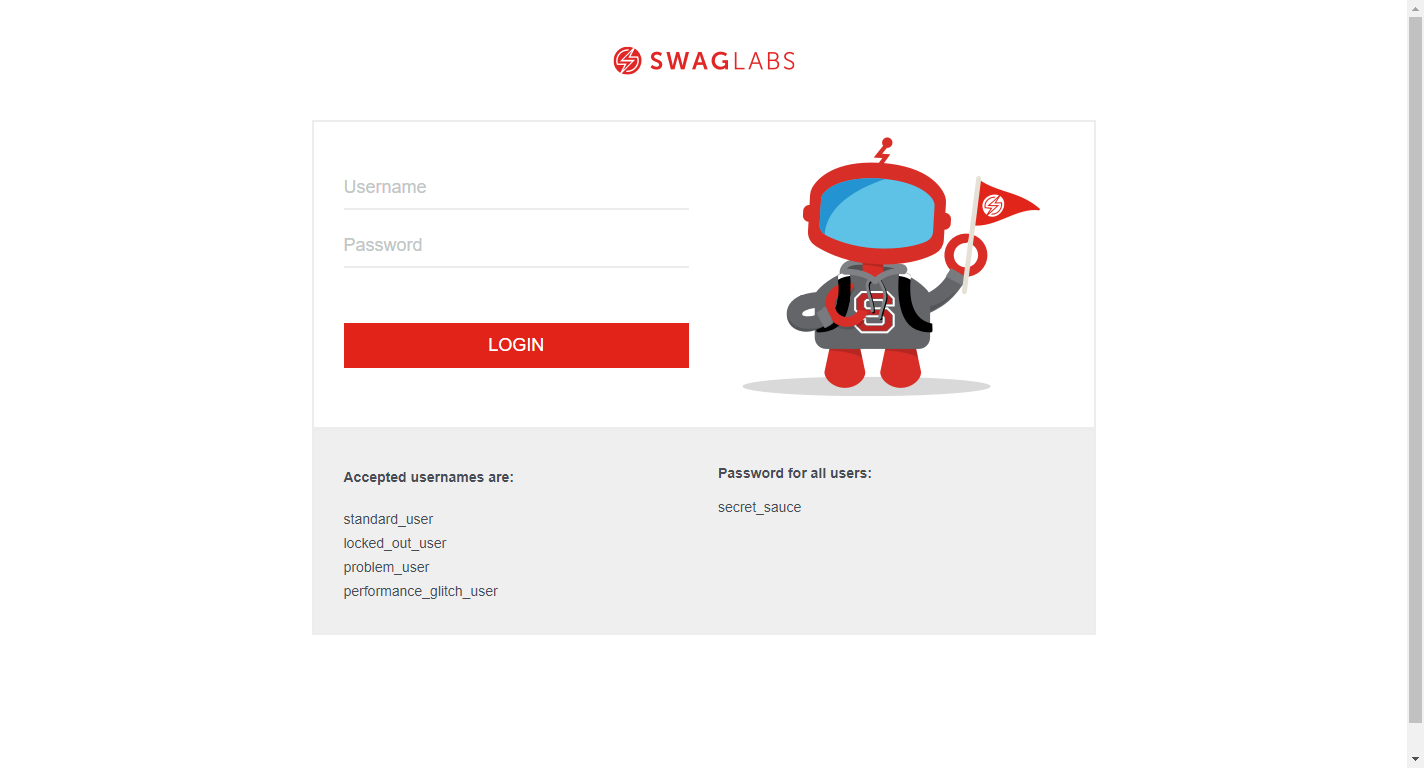 SWAGLABS
Username
Password
LOGIN
S
Accepted usernames are:
standard_user
locked_out_user
problem_user
performance_glitch_user
Password for all users:
secret_sauce